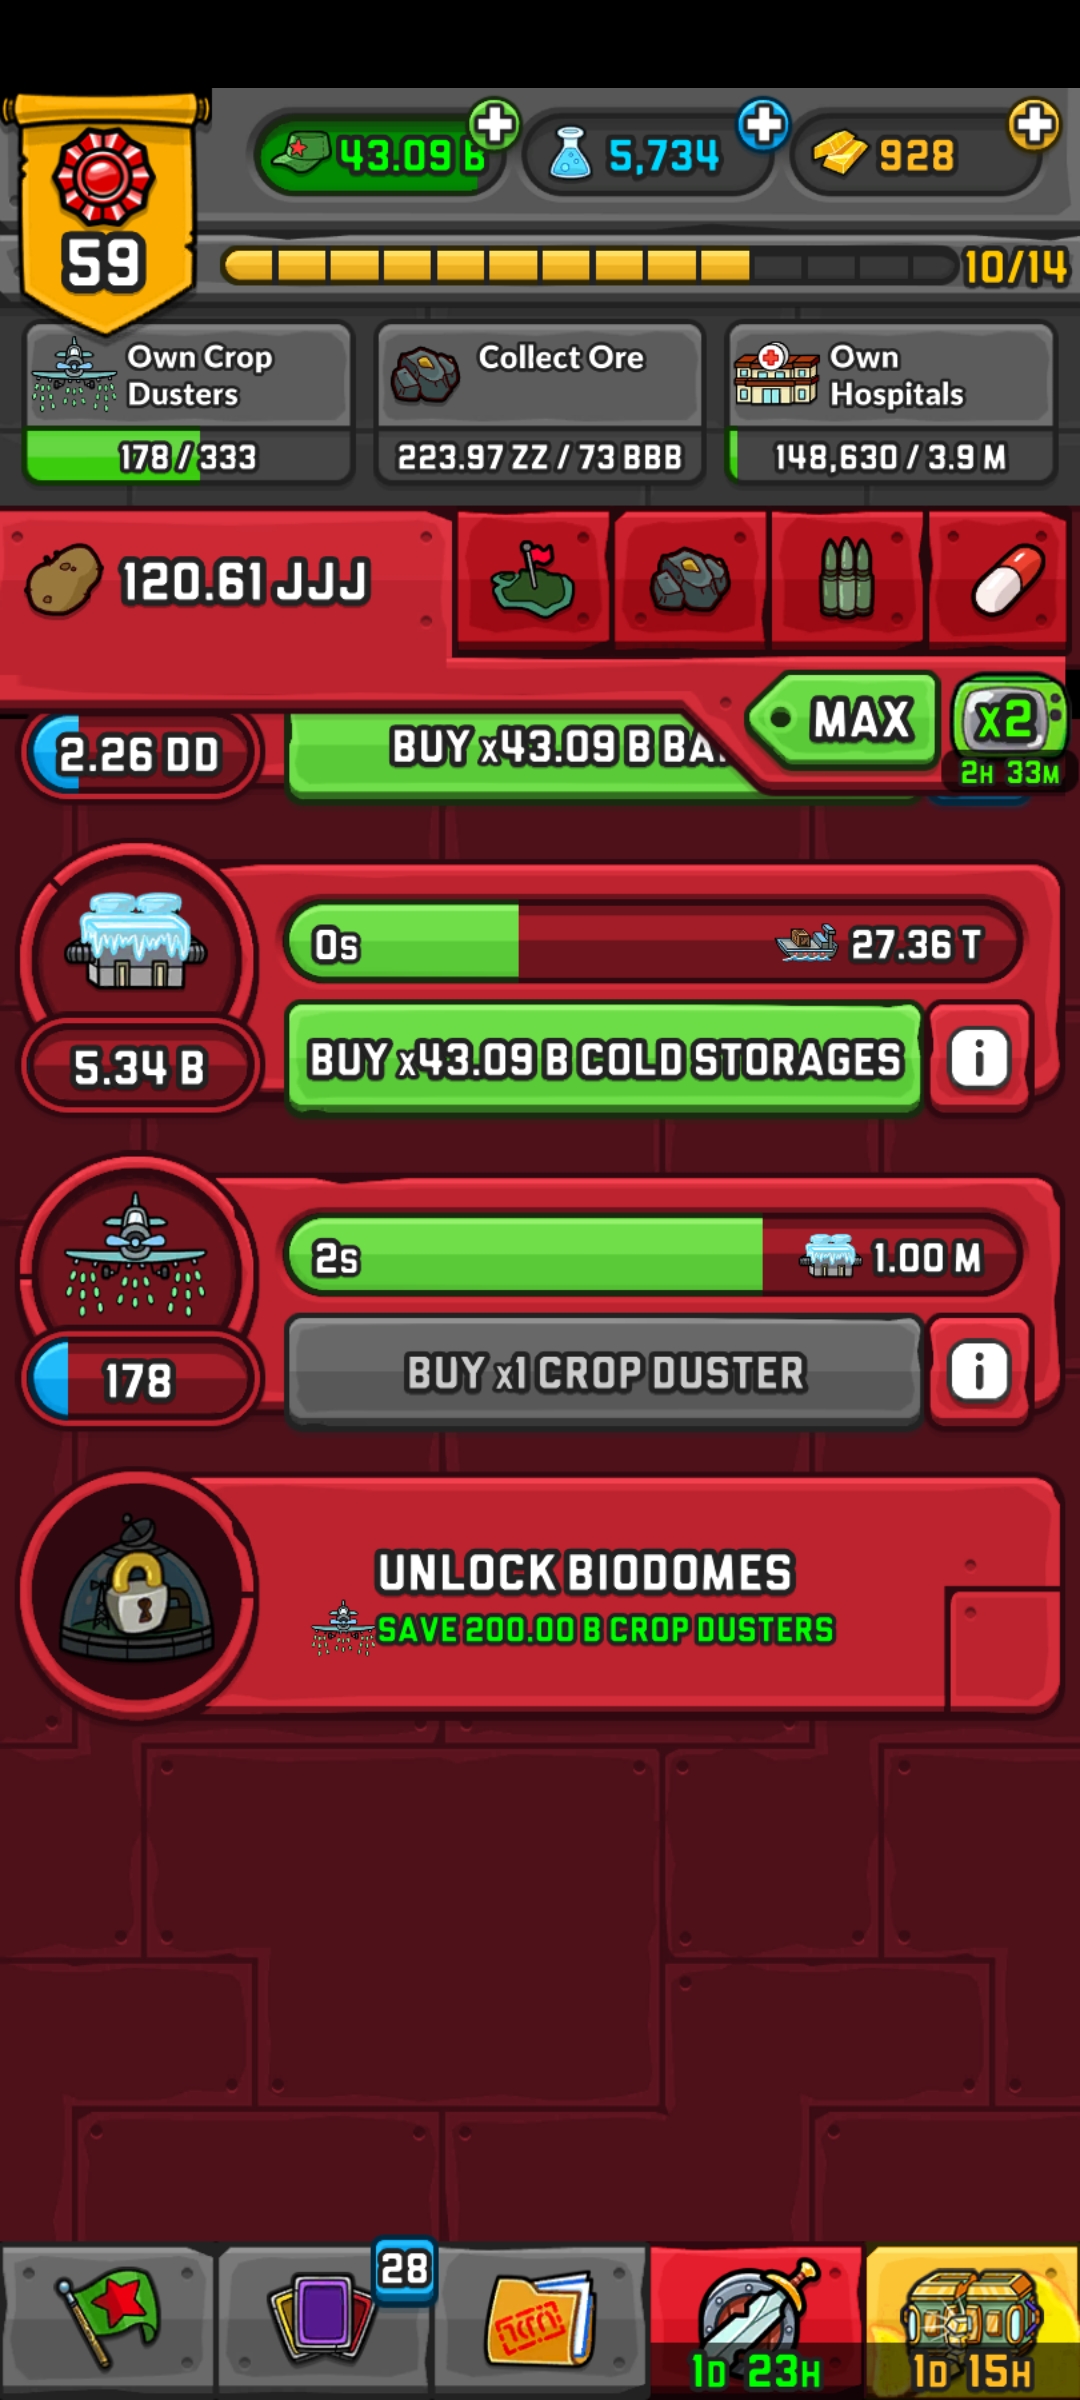 43.09 B
5,734
928
59
10/14
Own Crop
Dusters
178 / 333
Collect Ore
223.97 ZZ / 73 BBB
Own
Hospitals
148,630 / 3.9 M
120.61 JJJ
MAX
x2
2H 33M
2.26 DD
BUY x43.09 B BA
0s
27.36 T
5.34 B
BUY x43.09 B COLD STORAGES
i
2s
1.00 M
178
BUY x1 CROP DUSTER
i
UNLOCK BIODOMES
SAVE 200.00 B CROP DUSTERS
28
1D 23H
1D 15H